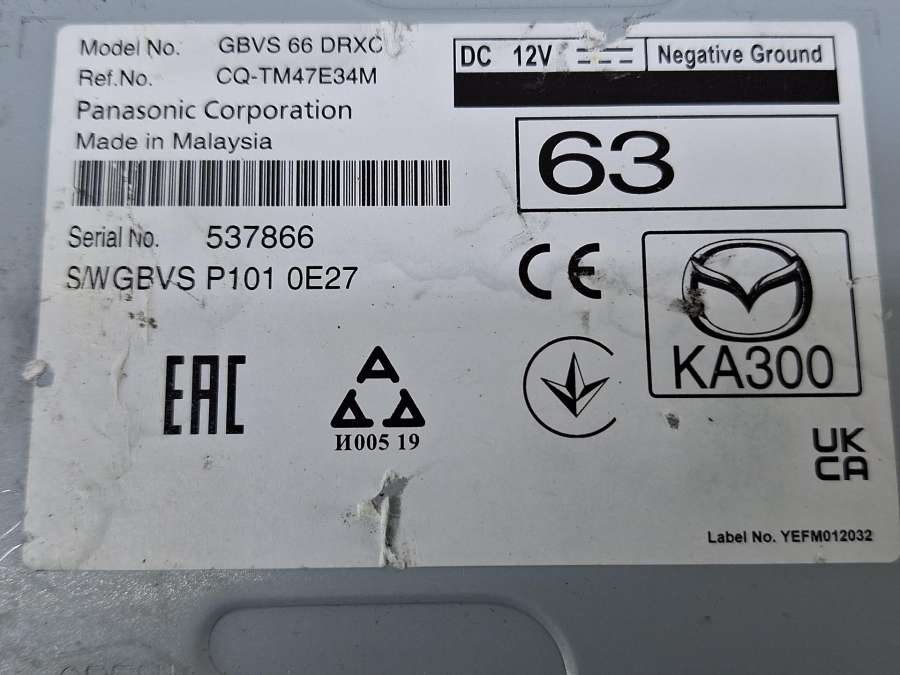 Model No. GBVS 66 DRXC
Ref.No. CQ-TM47E34M
Panasonic Corporation
Made in Malaysia
DC 12V Negative Ground
63
Serial No. 537866
S/WGBVS P101 0E27
CE
KA300
EAC
A
И005 19
UK
CA
Label No. YEFM012032